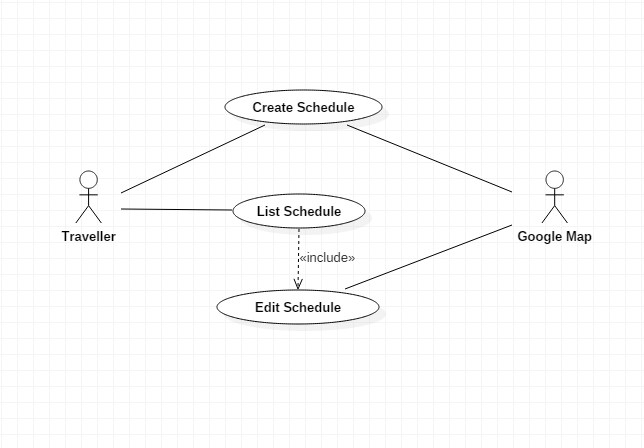 Create Schedule
Traveller
List Schedule
Google Map
«include»
Edit Schedule